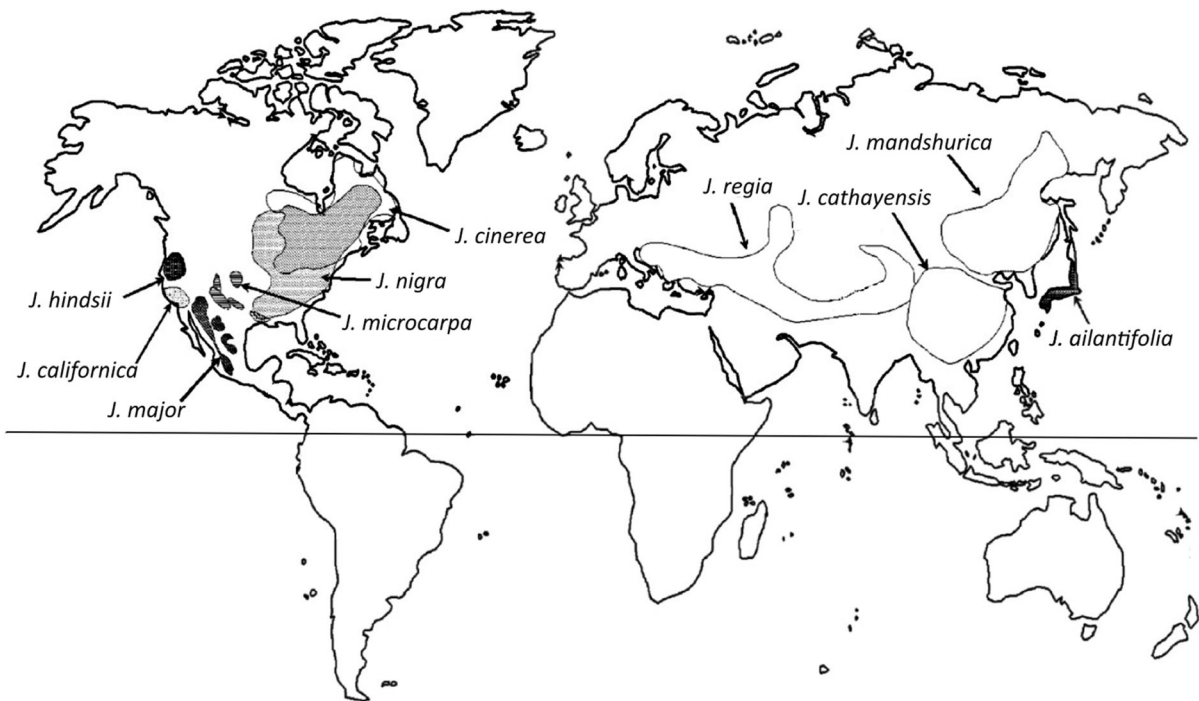 J. mandshurica
J. regia
J. cathayensis
J. cinerea
J. nigra
J. hindsii
J. microcarpa
J. ailantifolia
J. californica
J. major